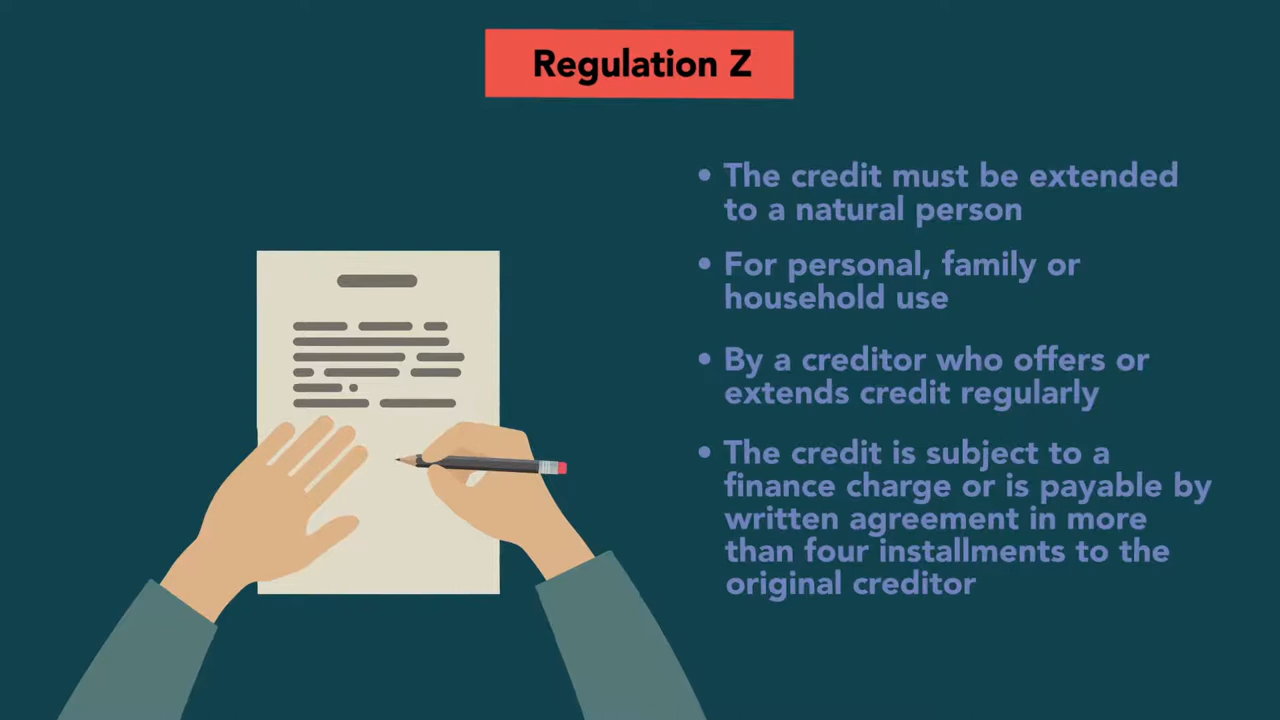 Regulation Z
• The credit must be extended
to a natural person
• For personal, family or
household use
• By a creditor who offers or
extends credit regularly
• The credit is subject to a
finance charge or is payable by
written agreement in more
than four installments to the
original creditor